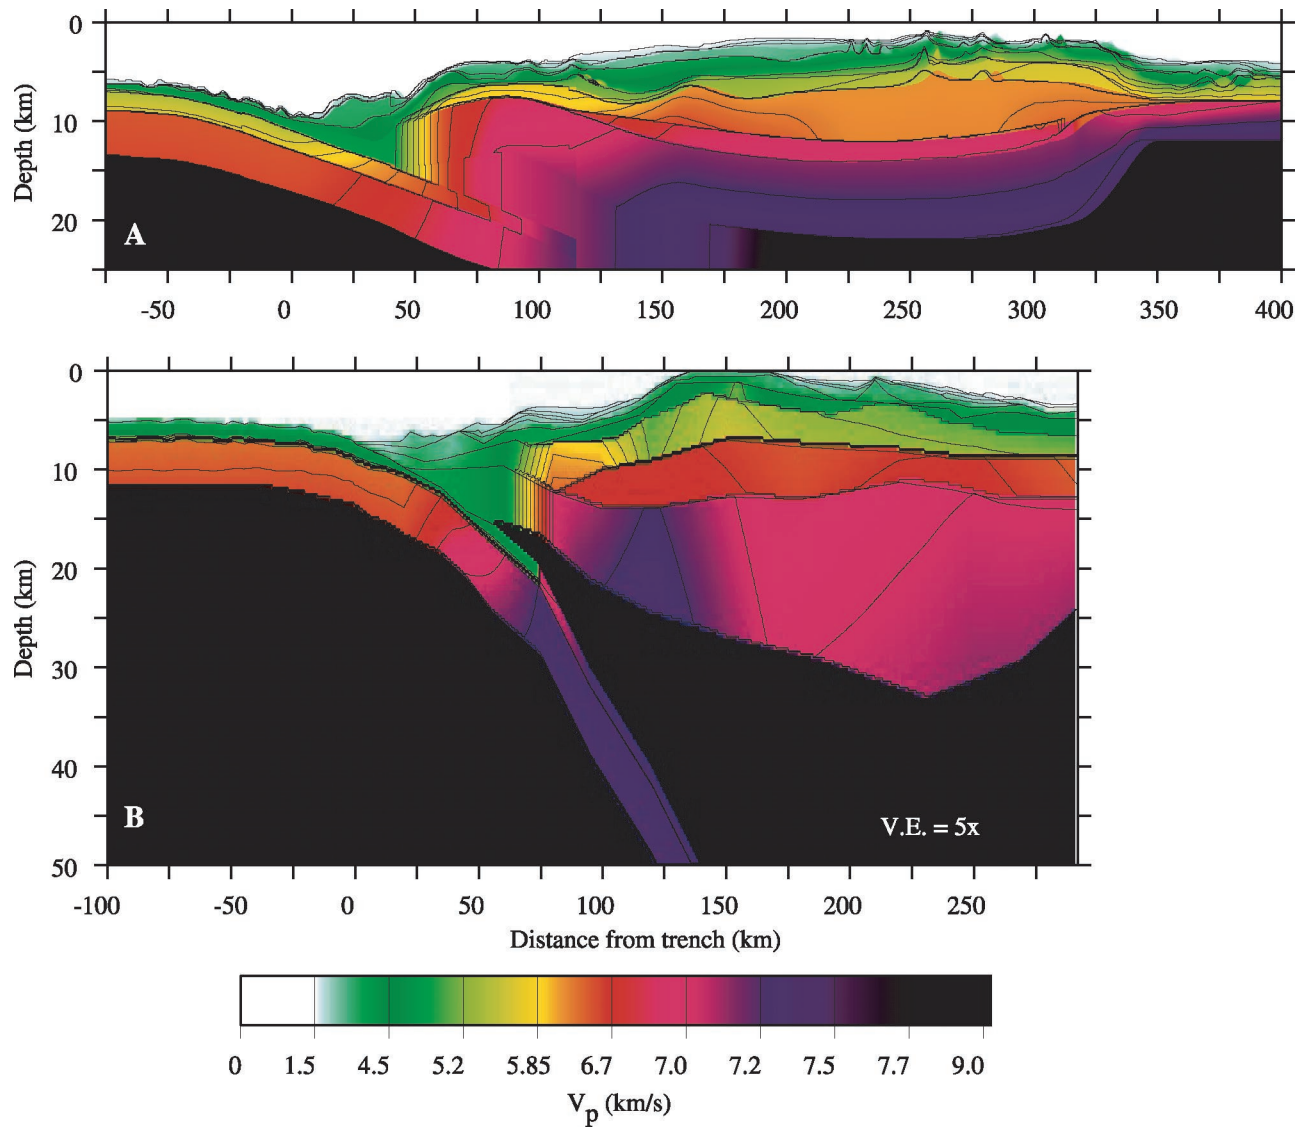 0
10
20
Depth (km)
A
-50 0 50 100 150 200 250 300 350 400
0
10
20
30
40
50
Depth (km)
B
V.E. = 5x
-100 -50 0 50 100 150 200 250
Distance from trench (km)
0 1.5 4.5 5.2 5.85 6.7 7.0 7.2 7.5 7.7 9.0
Vp (km/s)